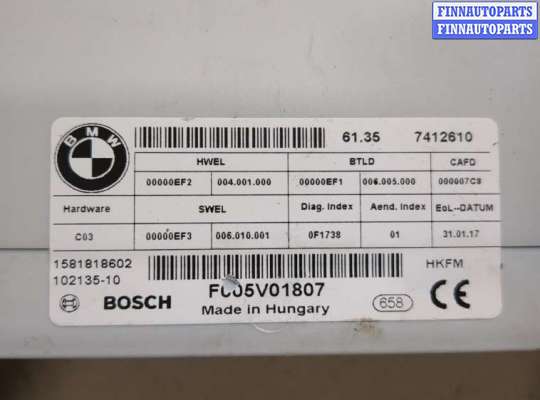 FINNAUTOPARTS
FINNAUTOPARTS
BMW
61.35 7412610
HWEL BTLD CAFD
00000EF2 004.001.000 00000EF1 006.005.000 000007C8
Hardware SWEL Diag. Index Aend. Index EoL-DATUM
C03 00000EF3 006.010.001 0F1738 01 31.01.17
1581818602 HKFM
102135-10
BOSCH F005V01807 658 CE
Made in Hungary